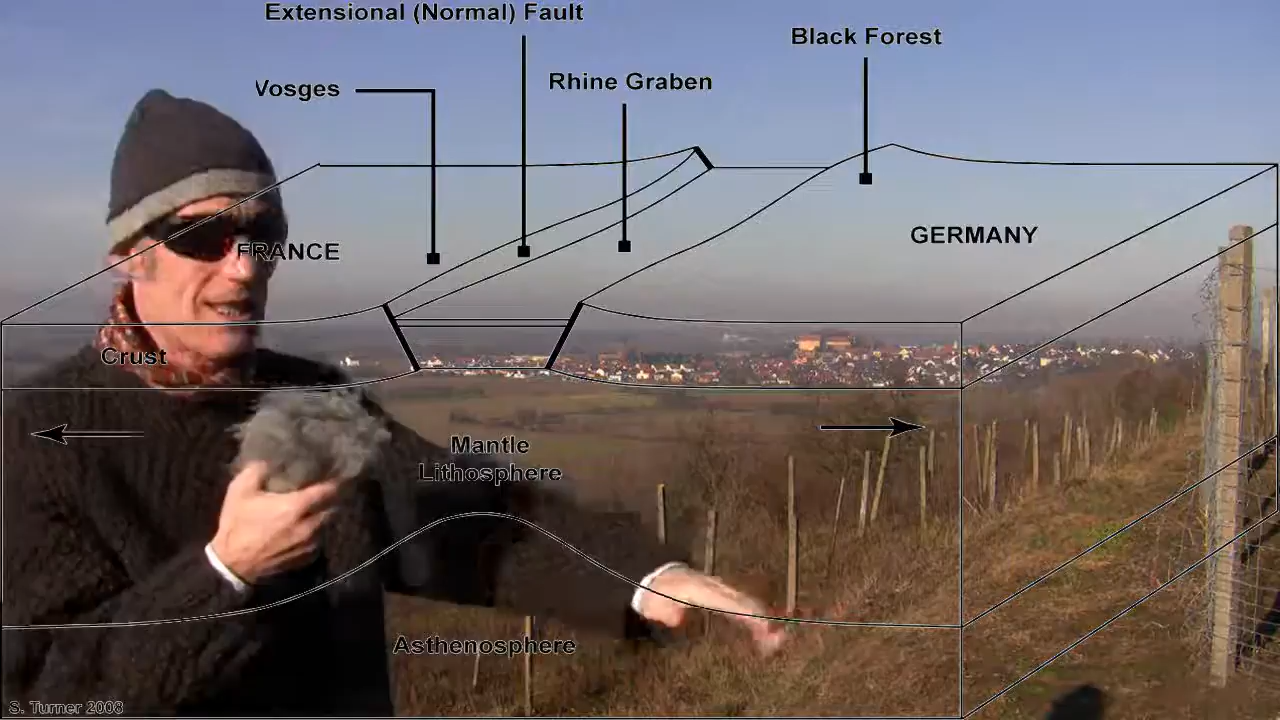 Extensional (Normal) Fault
Black Forest
Vosges
Rhine Graben
FRANCE
GERMANY
Crust
Mantle
Lithosphere
Asthenosphere
S. Turner 2008